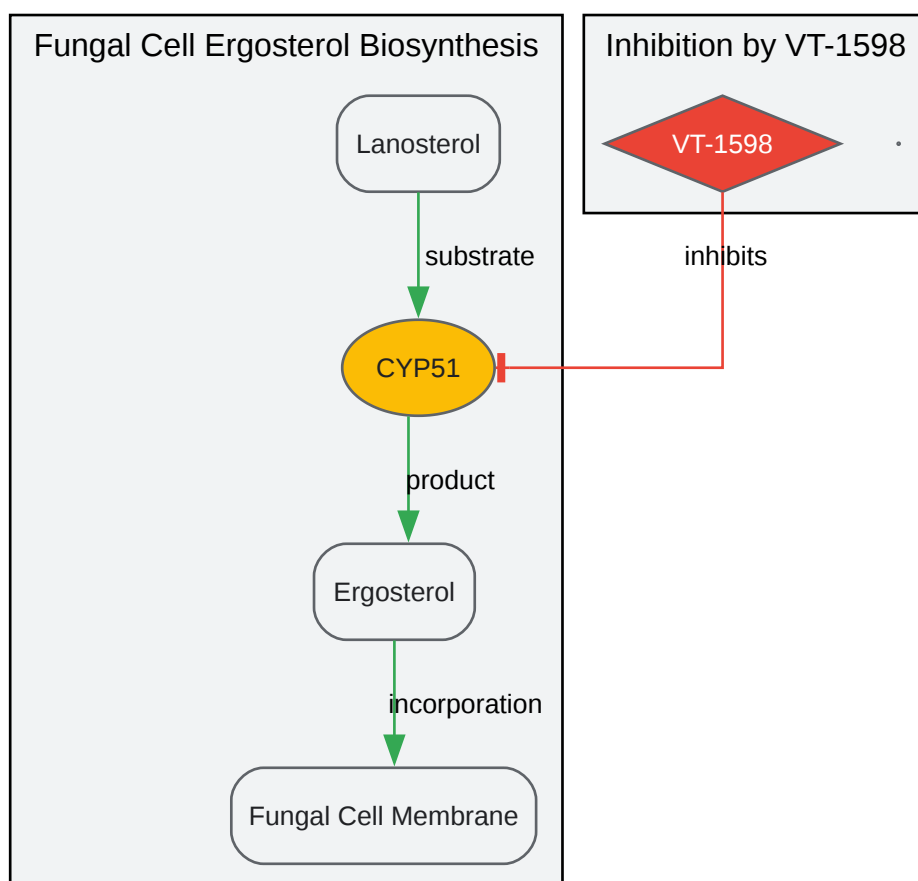 Fungal Cell Ergosterol Biosynthesis
Inhibition by VT-1598
Lanosterol
VT-1598
substrate
inhibits
CYP51
product
Ergosterol
incorporation
Fungal Cell Membrane